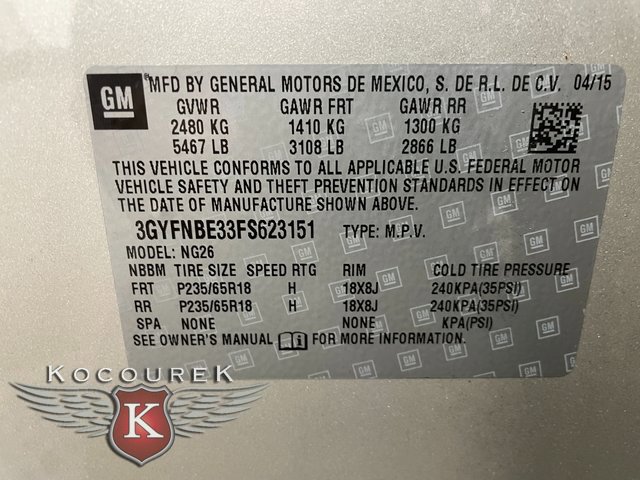 GM
®
MFD BY GENERAL MOTORS DE MEXICO, S. DE R.L. DE C.V. 04/15
GVWR GAWR FRT GAWR RR
2480 KG 1410 KG 1300 KG
5467 LB 3108 LB 2866 LB
THIS VEHICLE CONFORMS TO ALL APPLICABLE U.S. FEDERAL MOTOR
VEHICLE SAFETY AND THEFT PREVENTION STANDARDS IN EFFECT ON
THE DATE OF MANUFACTURE SHOWN ABOVE.
3GYFNBE33FS623151 TYPE: M.P.V.
MODEL: NG26
NBBM TIRE SIZE SPEED RTG RIM COLD TIRE PRESSURE
FRT P235/65R18 H 18X8J 240KPA(35PSI)
RR P235/65R18 H 18X8J 240KPA(35PSI)
SPA NONE NONE KPA(PSI)
SEE OWNER'S MANUAL i FOR MORE INFORMATION.
KOCOUREK
K